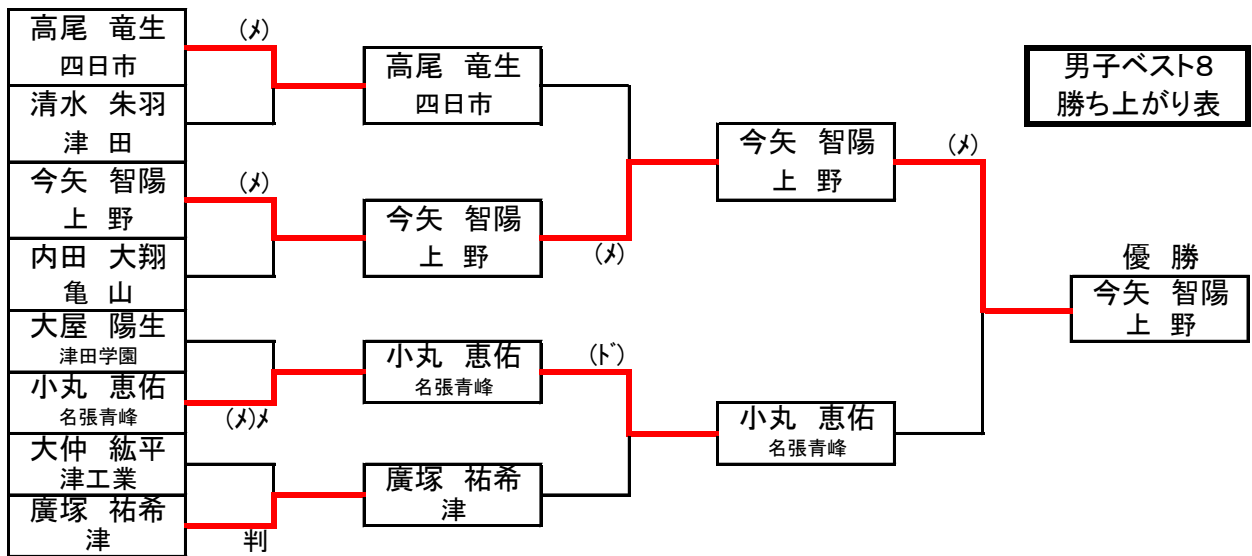 高尾 竜生
四日市
清水 朱羽
津 田
今矢 智陽
上 野
内田 大翔
亀 山
大屋 陽生
津田学園
小丸 恵佑
名張青峰
大仲 紘平
津工業
廣塚 祐希
津
(ﾒ)
(ﾒ)
(ﾒ)ﾒ
判
高尾 竜生
四日市
今矢 智陽
上 野
小丸 恵佑
名張青峰
廣塚 祐希
津
(ﾒ)
(ﾄﾞ)
今矢 智陽
上 野
小丸 恵佑
名張青峰
(ﾒ)
男子ベスト8
勝ち上がり表
優 勝
今矢 智陽
上 野